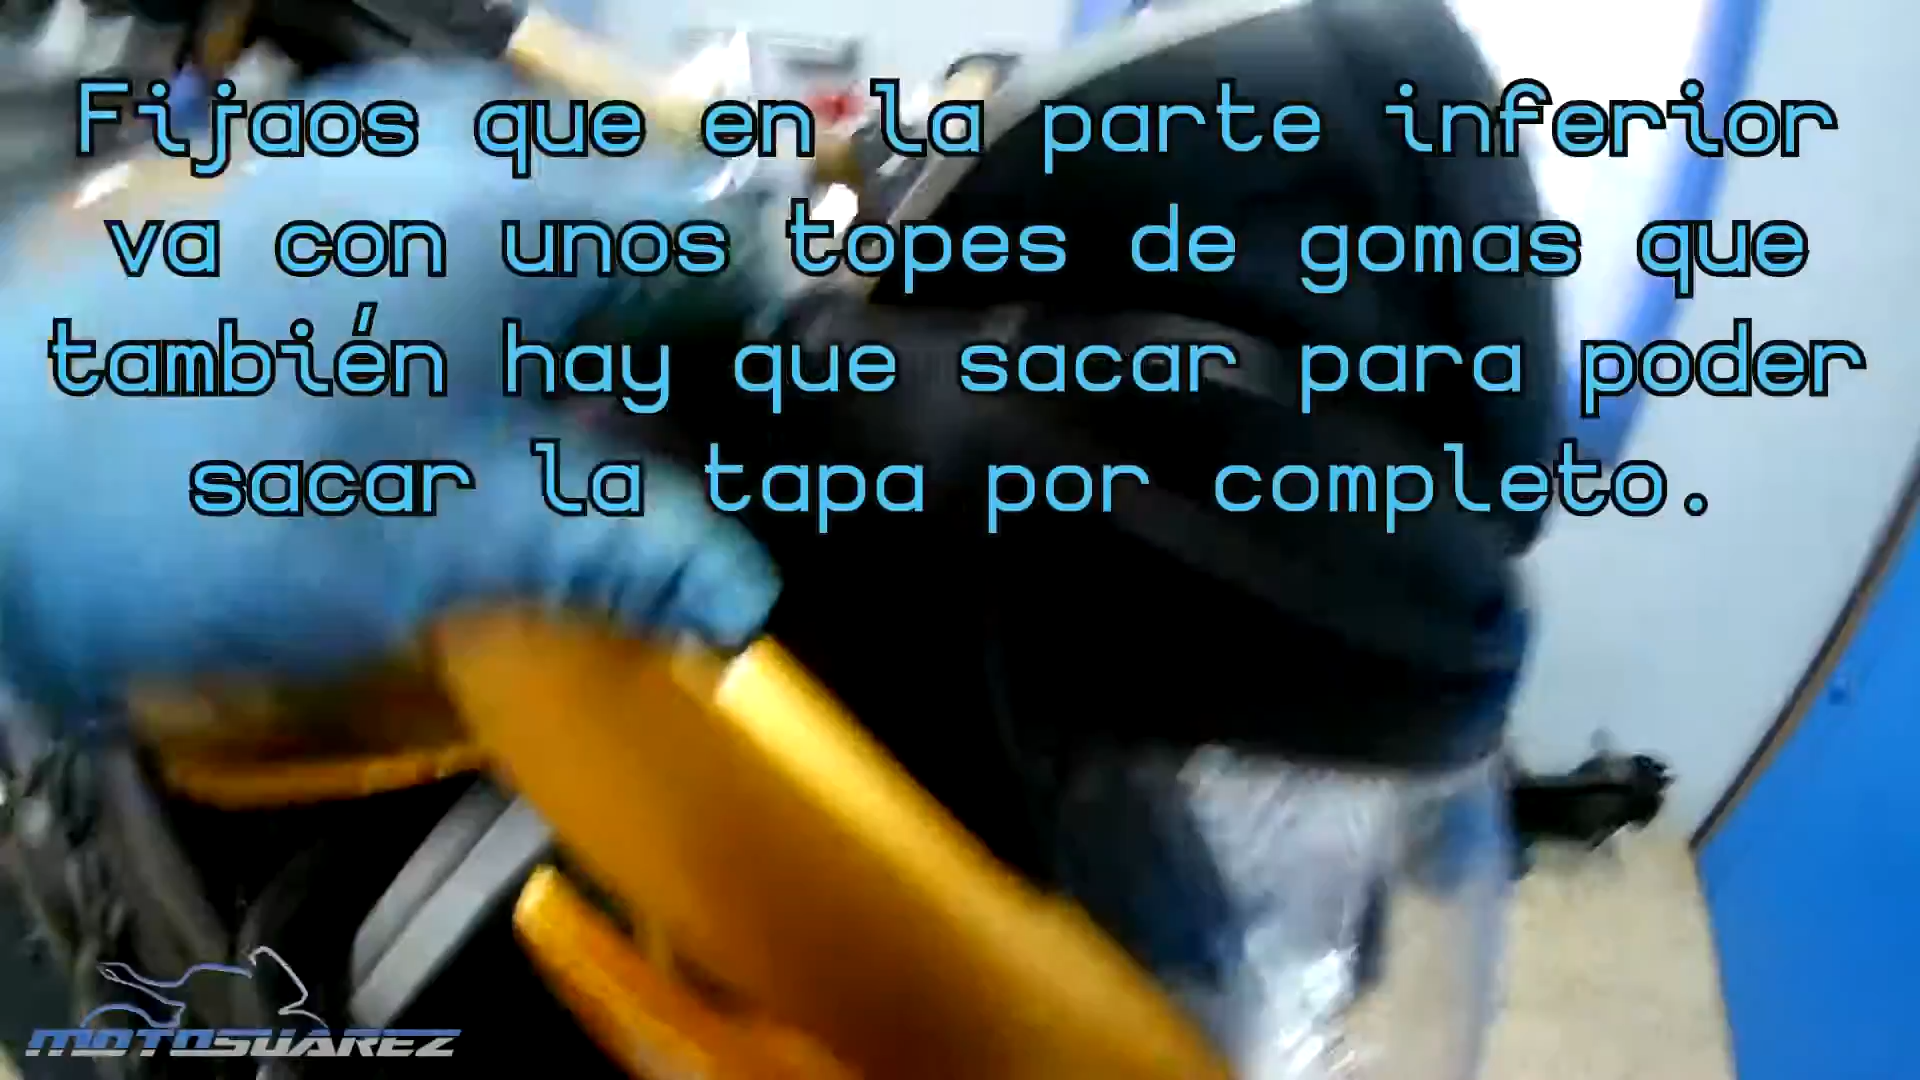 Fijaos que en la parte inferior
va con unos topes de gomas que
también hay que sacar para poder
sacar la tapa por completo.
MOTOSUAREZ